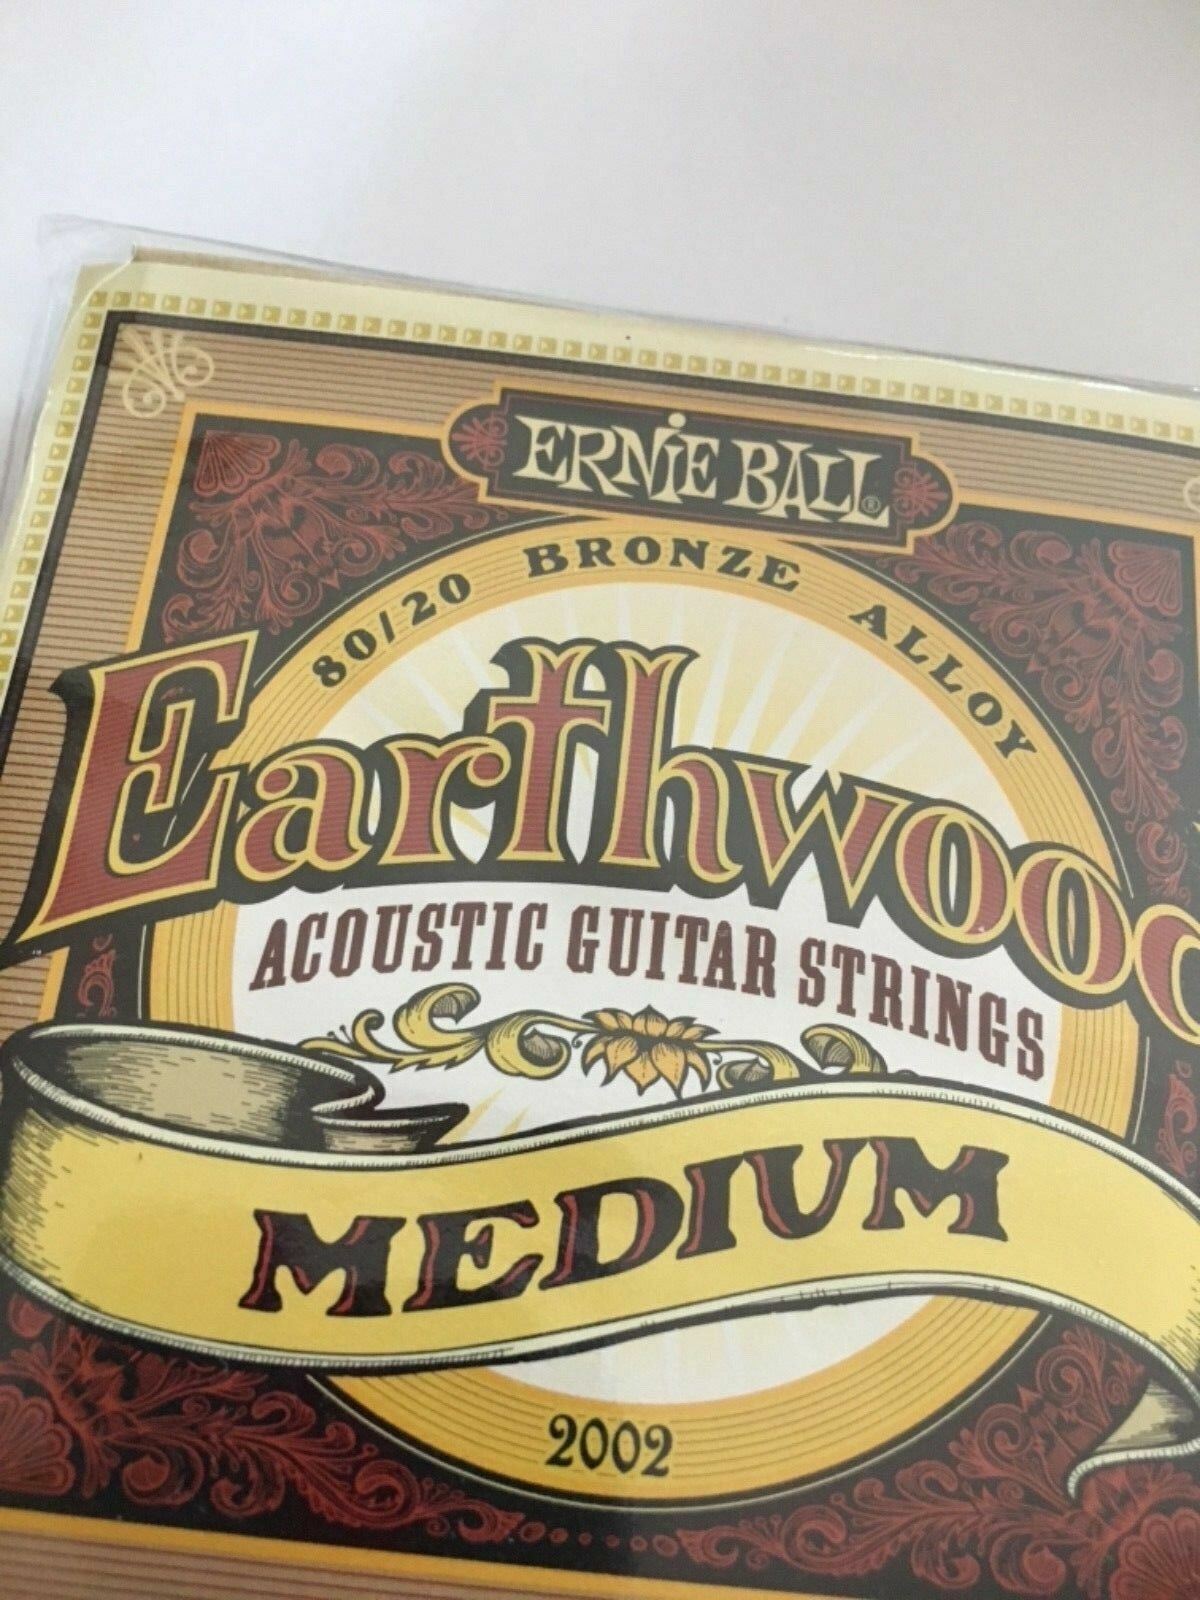 ERNIE BALL®
80/20 BRONZE ALLOY
Earthwood
ACOUSTIC GUITAR STRINGS
MEDIUM
2002